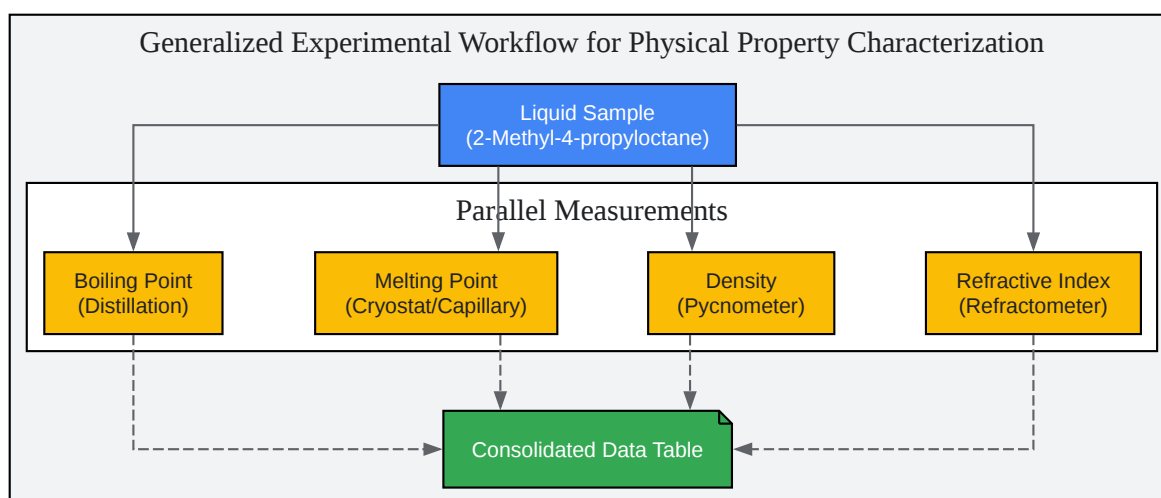 Generalized Experimental Workflow for Physical Property Characterization
Liquid Sample
(2-Methyl-4-propyloctane)
Parallel Measurements
Boiling Point
(Distillation)
Melting Point
(Cryostat/Capillary)
Density
(Pycnometer)
Refractive Index
(Refractometer)
Consolidated Data Table